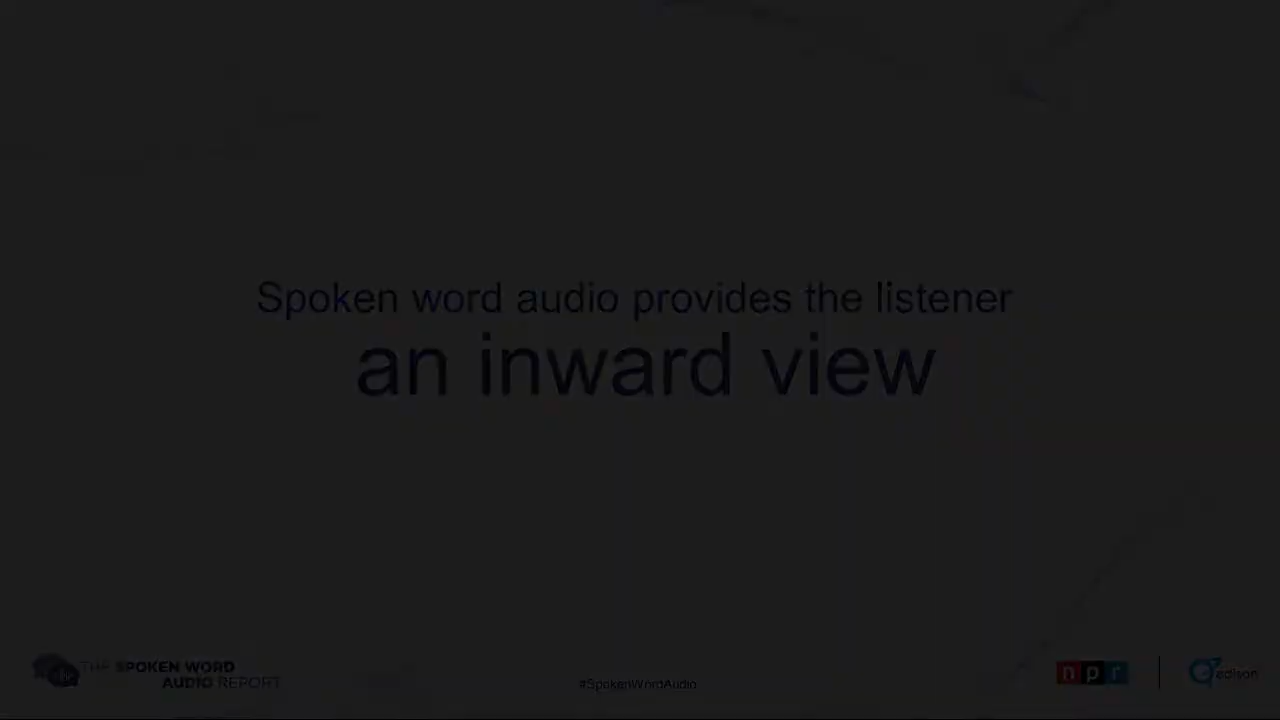 Spoken word audio provides the listener
an inward view
THE SPOKEN WORD
AUDIO REPORT
#SpokenWordAudio
npr
edison